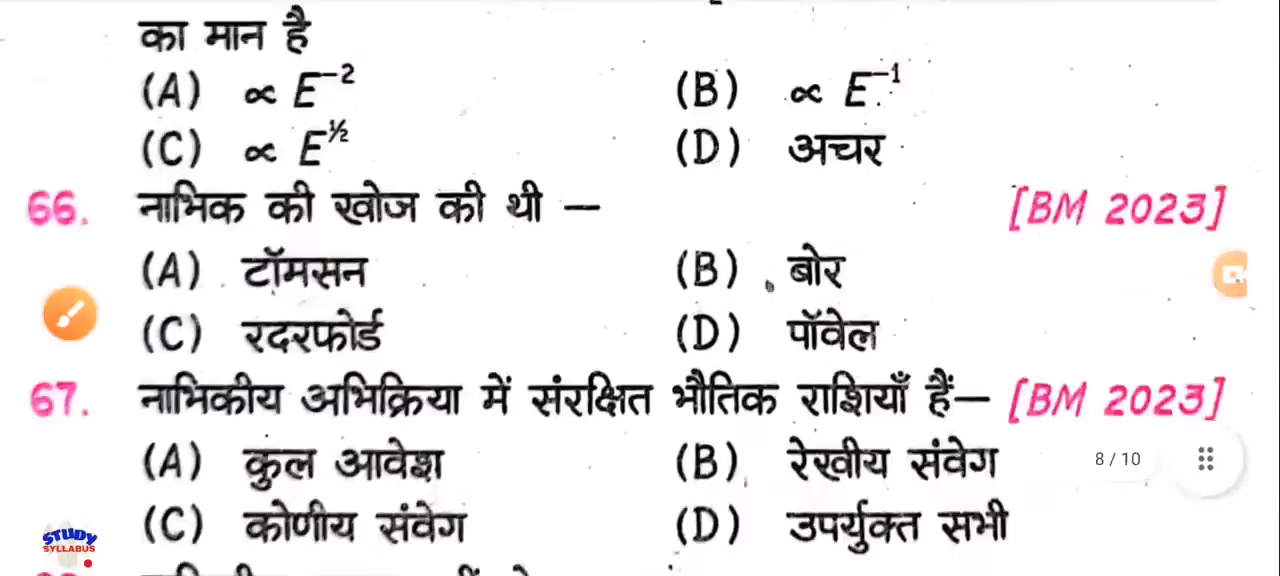 का मान है
(A) ∝ E⁻² (B) ∝ E⁻¹
(C) ∝ E^½ (D) अचर
66. नाभिक की खोज की थी – [BM 2023]
(A) टॉमसन (B) बोर
(C) रदरफोर्ड (D) पॉवेल
67. नाभिकीय अभिक्रिया में संरक्षित भौतिक राशियाँ हैं– [BM 2023]
(A) कुल आवेश (B) रेखीय संवेग
8 / 10
(C) कोणीय संवेग (D) उपर्युक्त सभी
STUDY
SYLLABUS